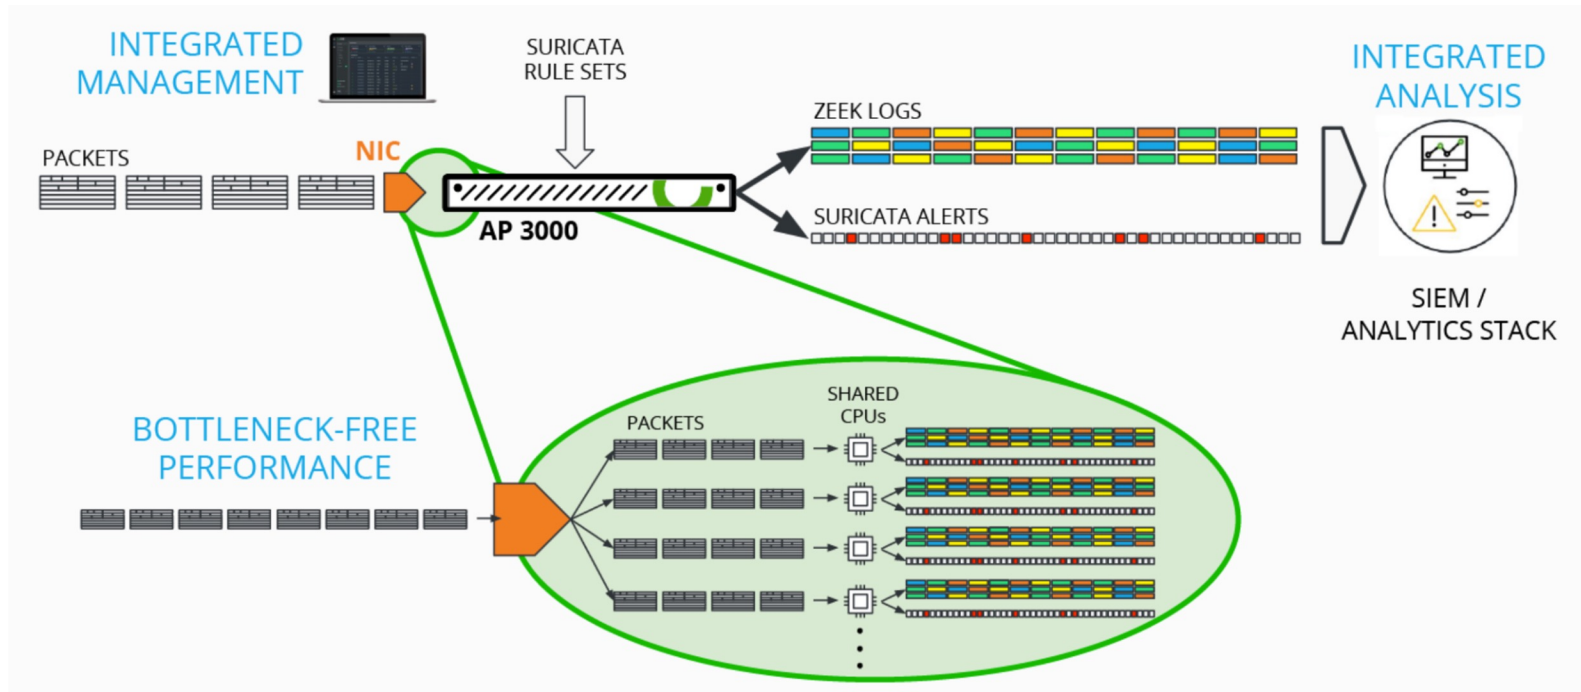 INTEGRATED
MANAGEMENT
SURICATA
RULE SETS
INTEGRATED
ANALYSIS
ZEEK LOGS
PACKETS
NIC
AP 3000
SURICATA ALERTS
SIEM /
ANALYTICS STACK
BOTTLENECK-FREE
PERFORMANCE
PACKETS
SHARED
CPUs